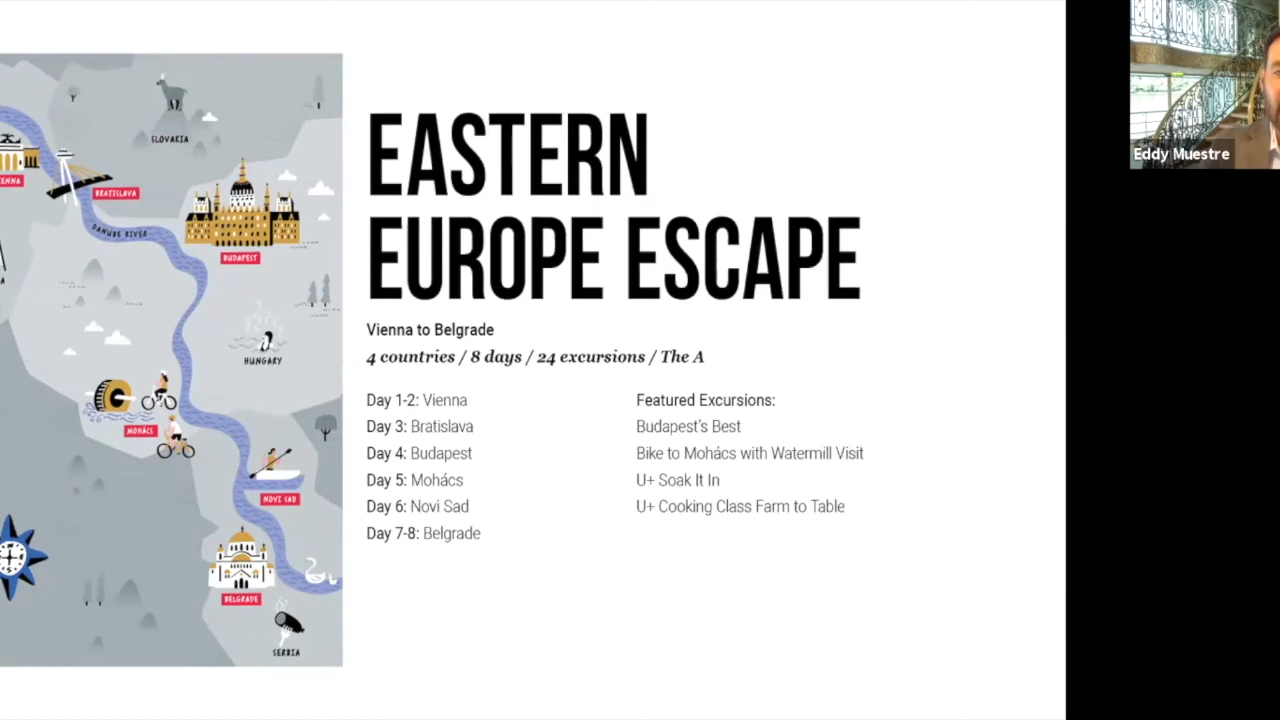 SLOVAKIA
BRATISLAVA
DANUBE RIVER
BUDAPEST
HUNGARY
MOHÁCS
NOVI SAD
BELGRADE
SERBIA
EASTERN
EUROPE ESCAPE
Vienna to Belgrade
4 countries / 8 days / 24 excursions / The A
Day 1-2: Vienna
Day 3: Bratislava
Day 4: Budapest
Day 5: Mohács
Day 6: Novi Sad
Day 7-8: Belgrade
Featured Excursions:
Budapest's Best
Bike to Mohács with Watermill Visit
U+ Soak It In
U+ Cooking Class Farm to Table
Eddy Muestre